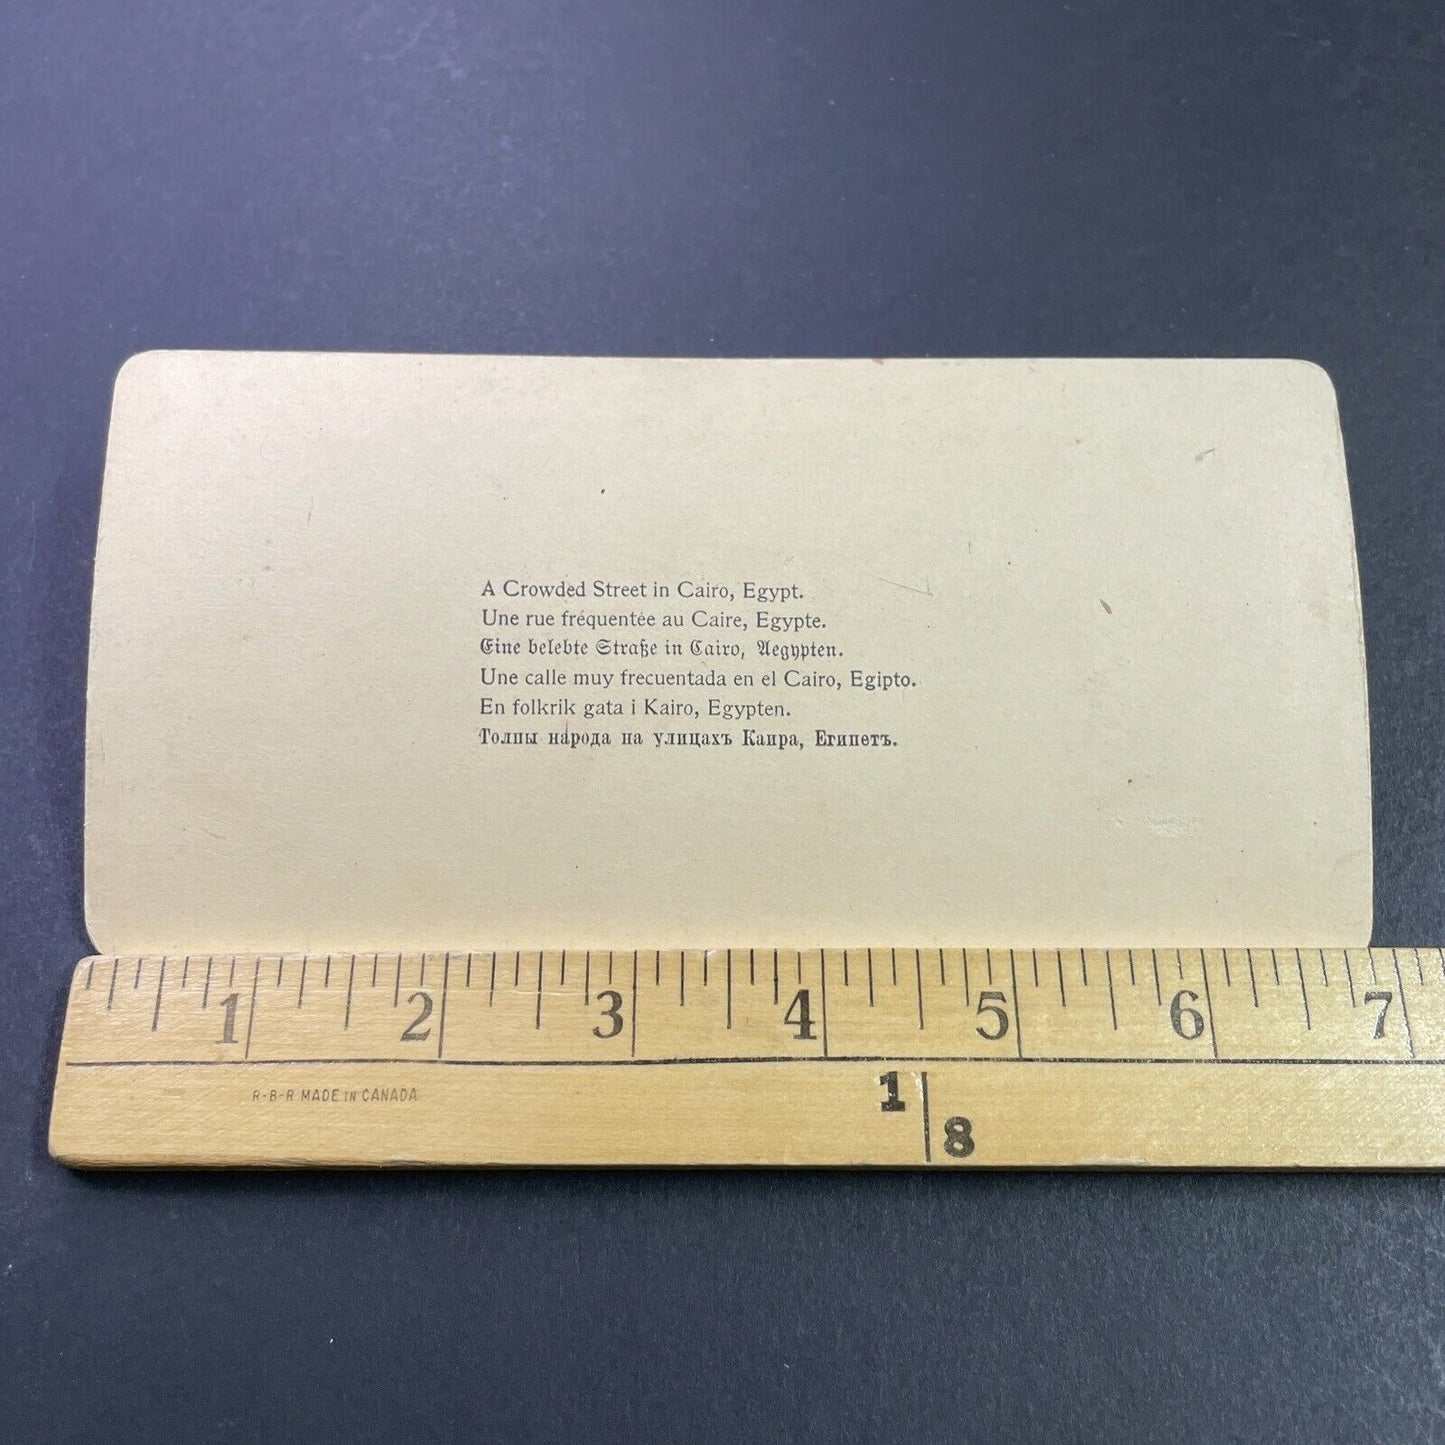 A Crowded Street in Cairo, Egypt.
Une rue fréquentée au Caire, Egypte.
Eine belebte Straße in Cairo, Aegypten.
Une calle muy frecuentada en el Cairo, Egipto.
En folkrik gata i Kairo, Egypten.
Толпы народа на улицахъ Каира, Египетъ.
1 2 3 4 5 6 7
R-B-R MADE IN CANADA
1
8